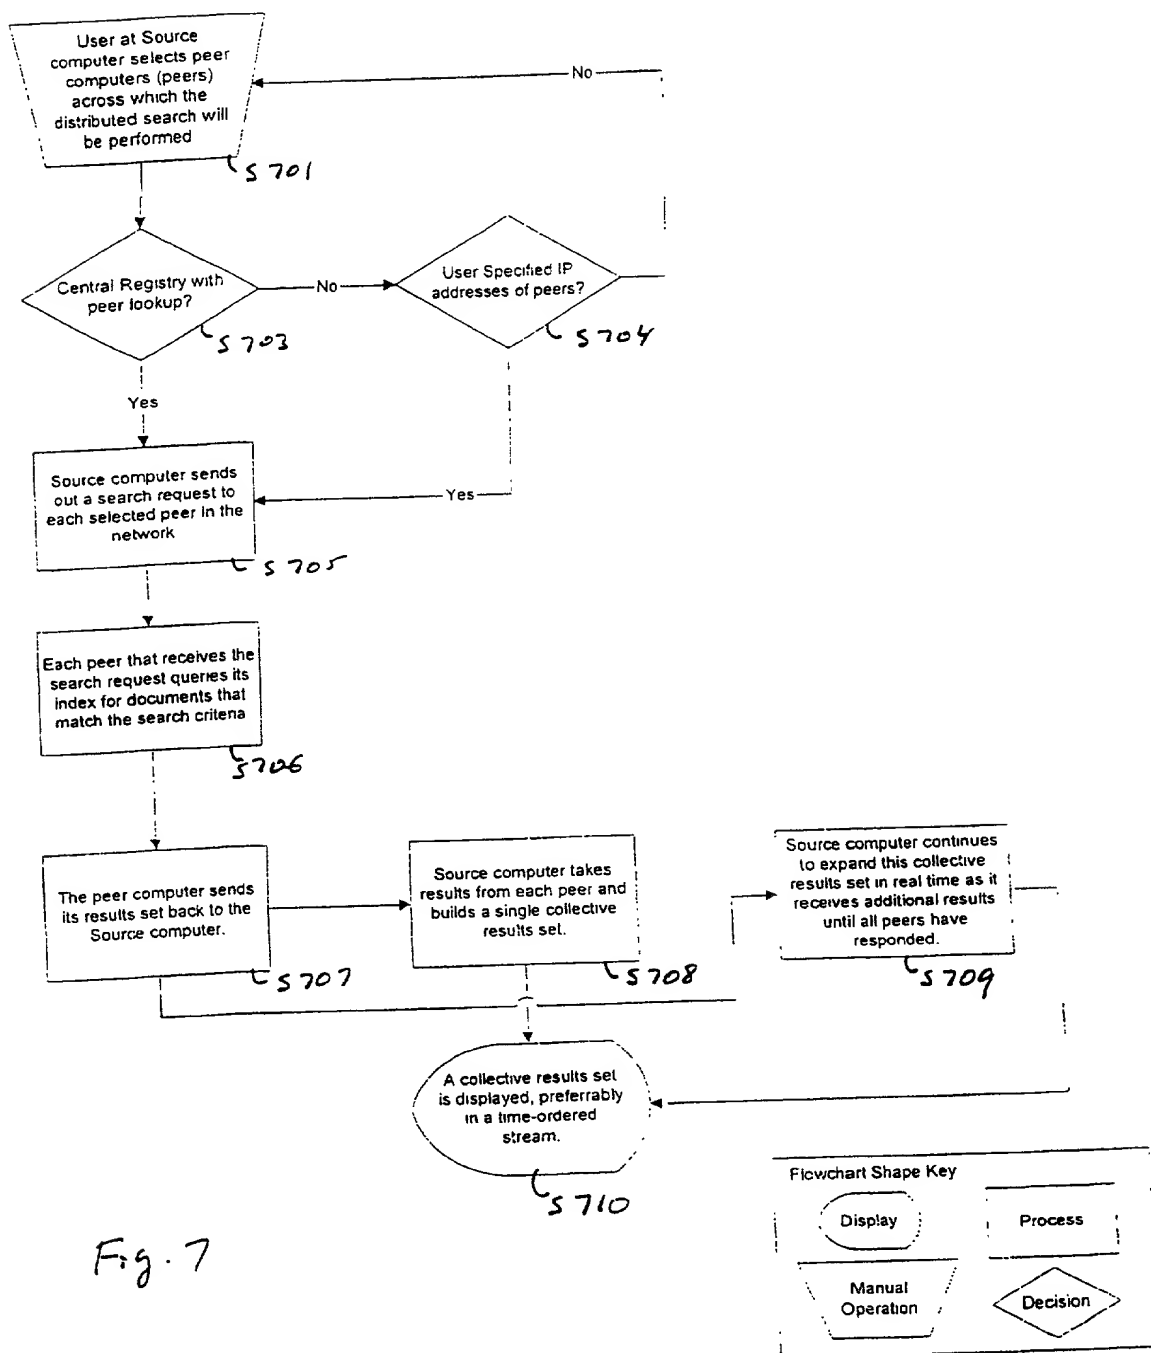 User at Source
computer selects peer
computers (peers)
across which the
distributed search will
be performed
S701
No
Central Registry with
peer lookup?
S703
No
User Specified IP
addresses of peers?
S704
Yes
Yes
Source computer sends
out a search request to
each selected peer in the
network
S705
Each peer that receives the
search request queries its
index for documents that
match the search critena
S706
The peer computer sends
its results set back to the
Source computer.
S707
Source computer takes
results from each peer and
builds a single collective
results set.
S708
Source computer continues
to expand this collective
results set in real time as it
receives additional results
until all peers have
responded.
S709
A collective results set
is displayed, preferrably
in a time-ordered
stream.
S710
Fig. 7
Flowchart Shape Key
Display
Process
Manual
Operation
Decision